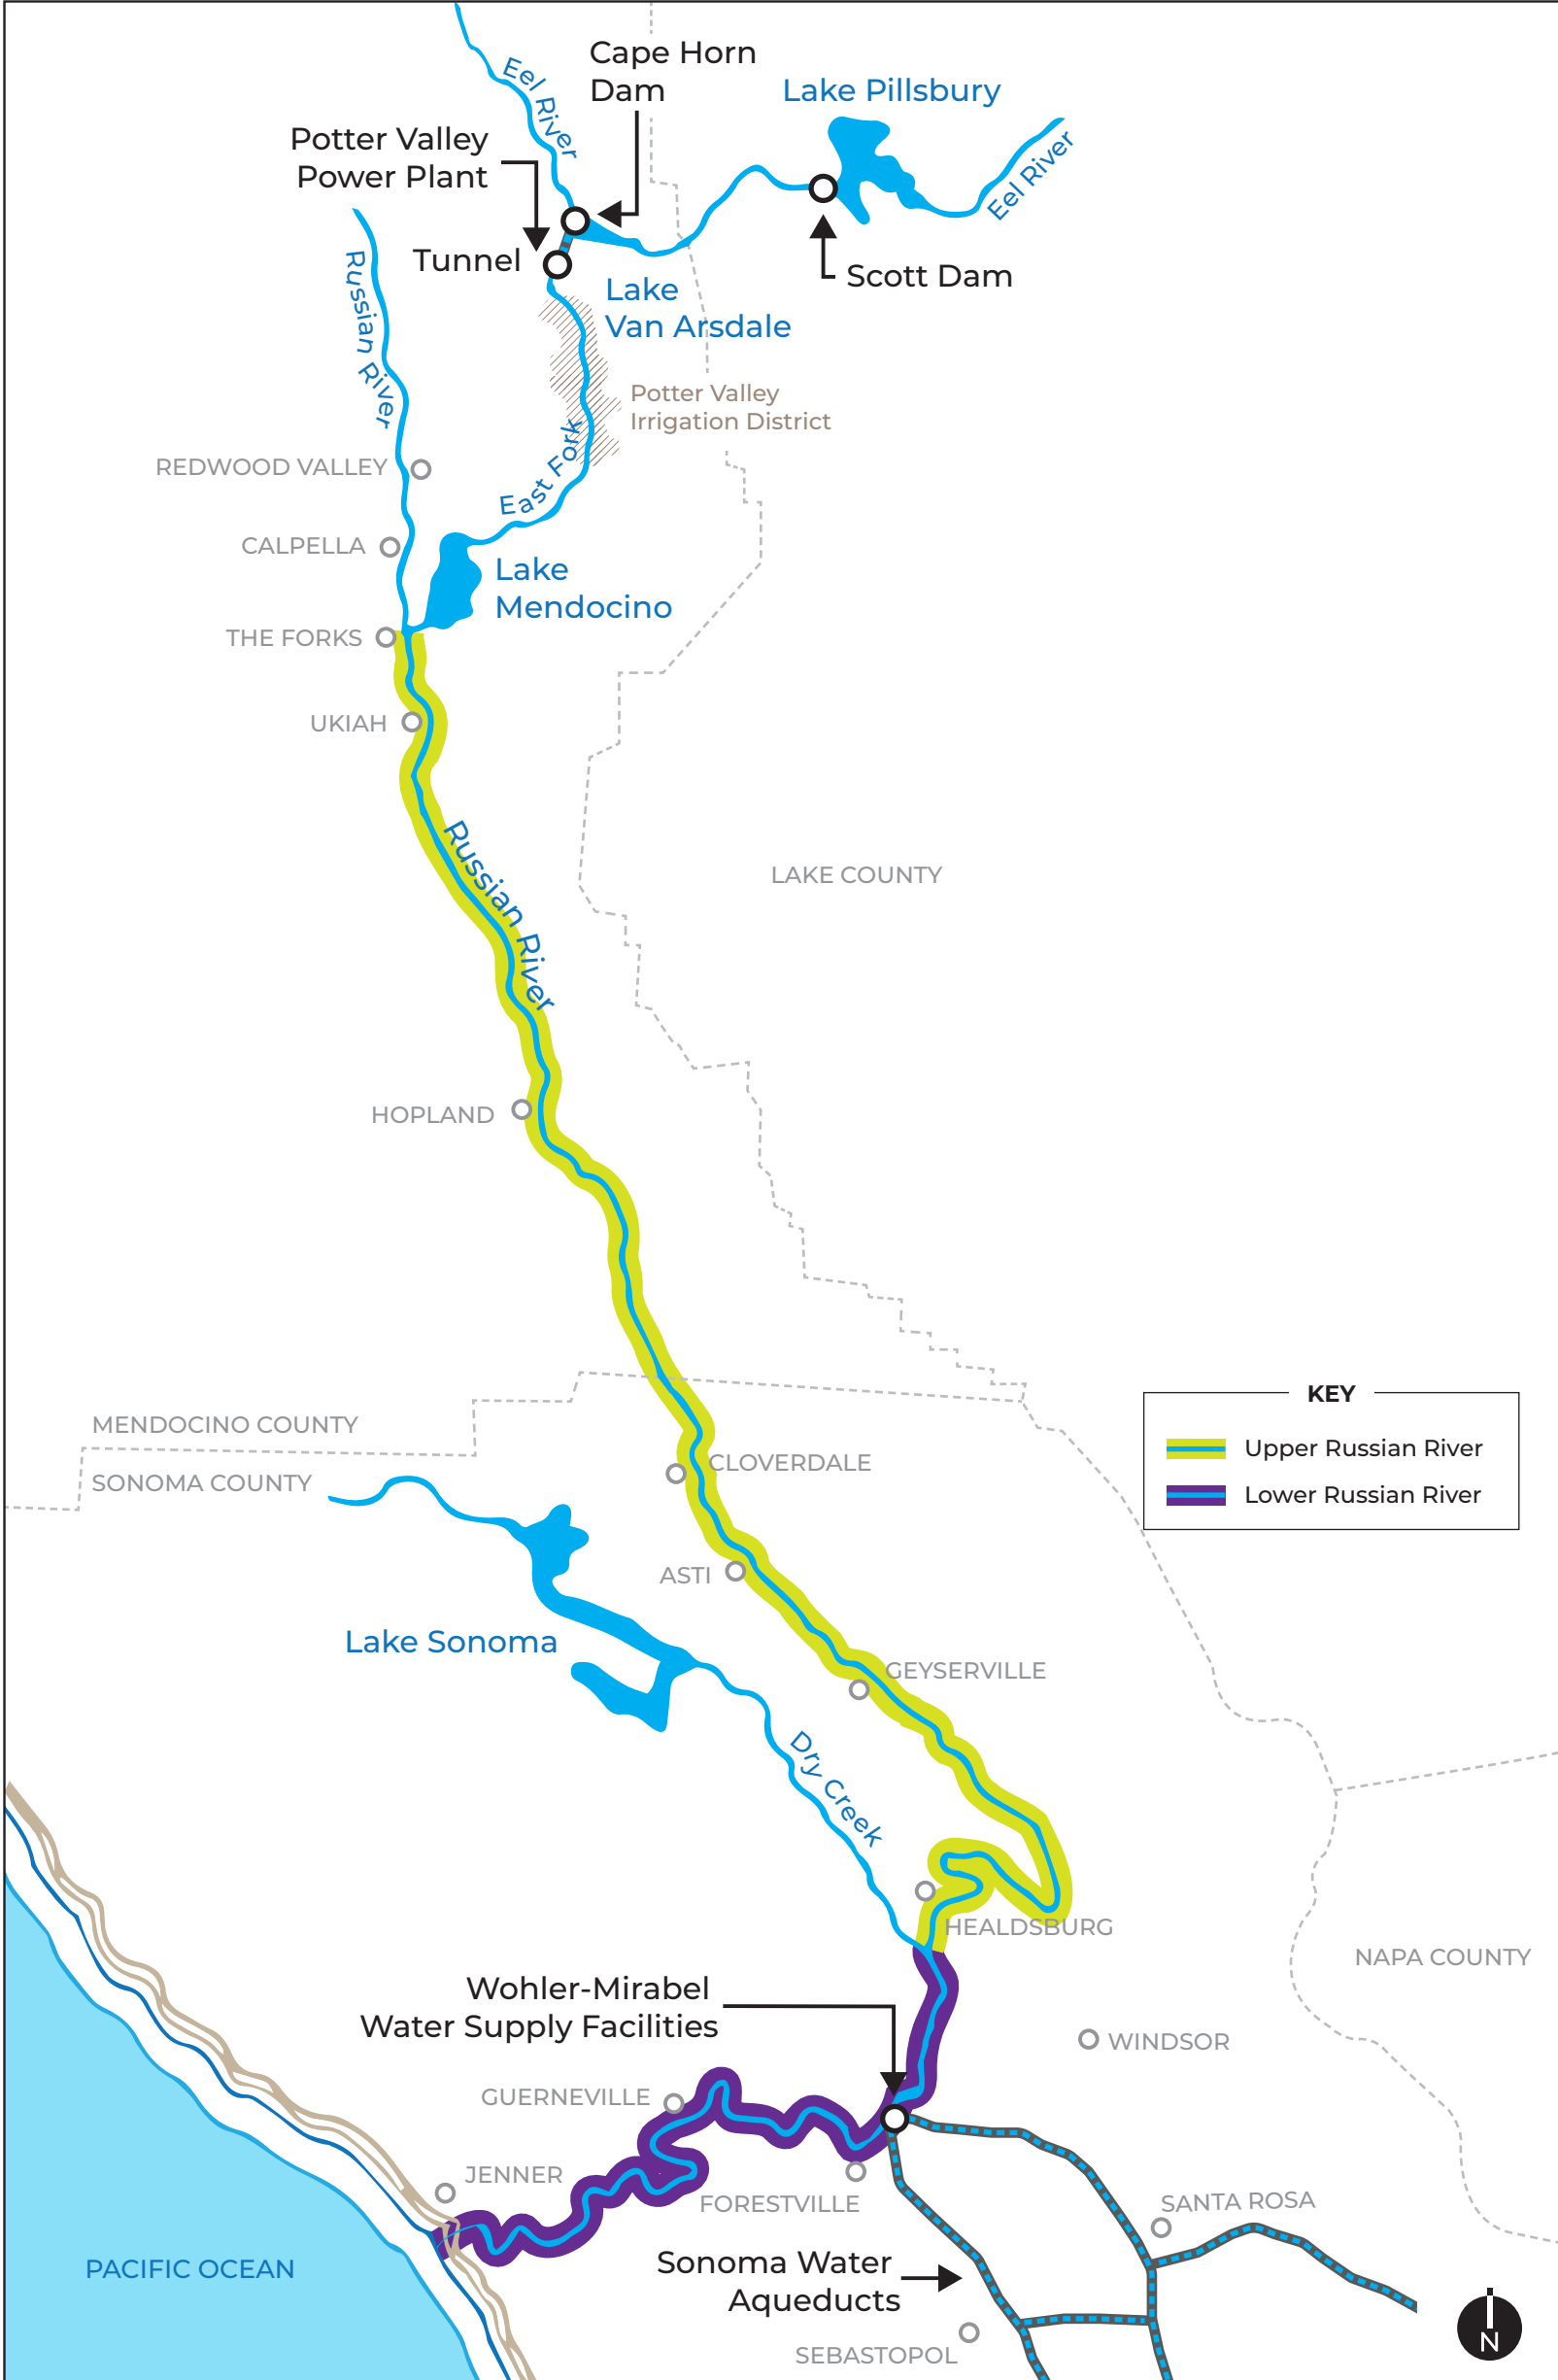 Cape Horn
Dam
Eel River
Lake Pillsbury
Potter Valley
Power Plant
Eel River
Tunnel
Scott Dam
Russian River
Lake
Van Arsdale
Potter Valley
Irrigation District
REDWOOD VALLEY
East Fork
CALPELLA
Lake
Mendocino
THE FORKS
UKIAH
Russian River
LAKE COUNTY
HOPLAND
KEY
Upper Russian River
Lower Russian River
MENDOCINO COUNTY
SONOMA COUNTY
CLOVERDALE
ASTI
Lake Sonoma
GEYSERVILLE
Dry Creek
HEALDSBURG
NAPA COUNTY
Wohler-Mirabel
Water Supply Facilities
WINDSOR
GUERNEVILLE
JENNER
FORESTVILLE
SANTA ROSA
PACIFIC OCEAN
Sonoma Water
Aqueducts
SEBASTOPOL
N